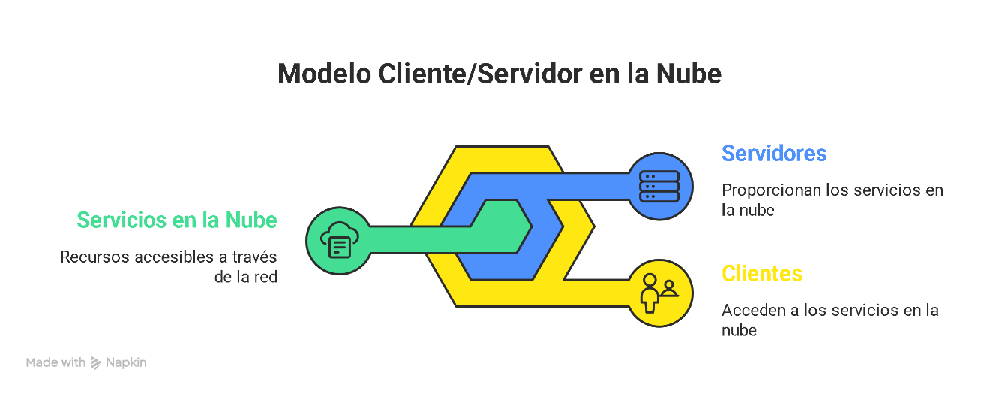 Modelo Cliente/Servidor en la Nube
Servicios en la Nube
Recursos accesibles a través
de la red
Servidores
Proporcionan los servicios en
la nube
Clientes
Acceden a los servicios en la
nube
Made with Napkin